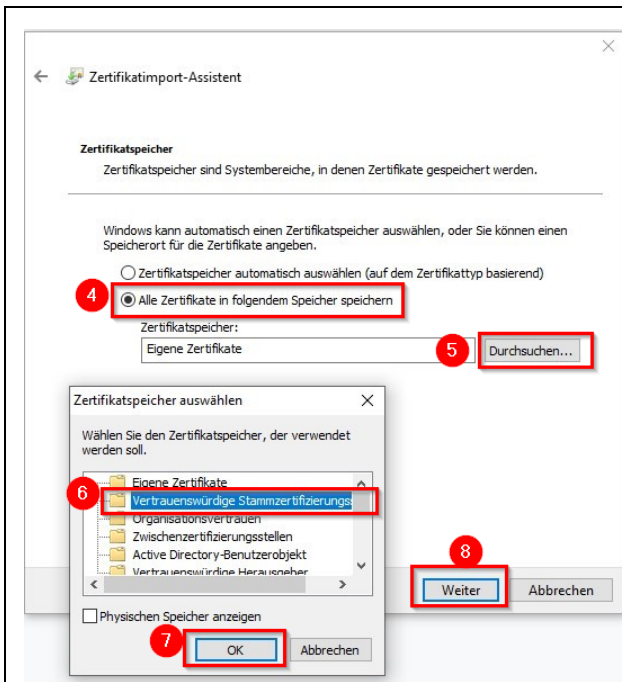 Zertifikatimport-Assistent
Zertifikatspeicher
Zertifikatspeicher sind Systembereiche, in denen Zertifikate gespeichert werden.
Windows kann automatisch einen Zertifikatspeicher auswählen, oder Sie können einen
Speicherort für die Zertifikate angeben.
Zertifikatspeicher automatisch auswählen (auf dem Zertifikattyp basierend)
4 Alle Zertifikate in folgendem Speicher speichern
Zertifikatspeicher:
Eigene Zertifikate 5 Durchsuchen...
Zertifikatspeicher auswählen
Wählen Sie den Zertifikatspeicher, der verwendet
werden soll.
Eigene Zertifikate
6 Vertrauenswürdige Stammzertifizierungs
Organisationsvertrauen
Zwischenzertifizierungsstellen
Active Directory-Benutzerobjekt
Vertrauenswürdige Herausgeber
Physischen Speicher anzeigen
7 OK Abbrechen
8
Weiter Abbrechen